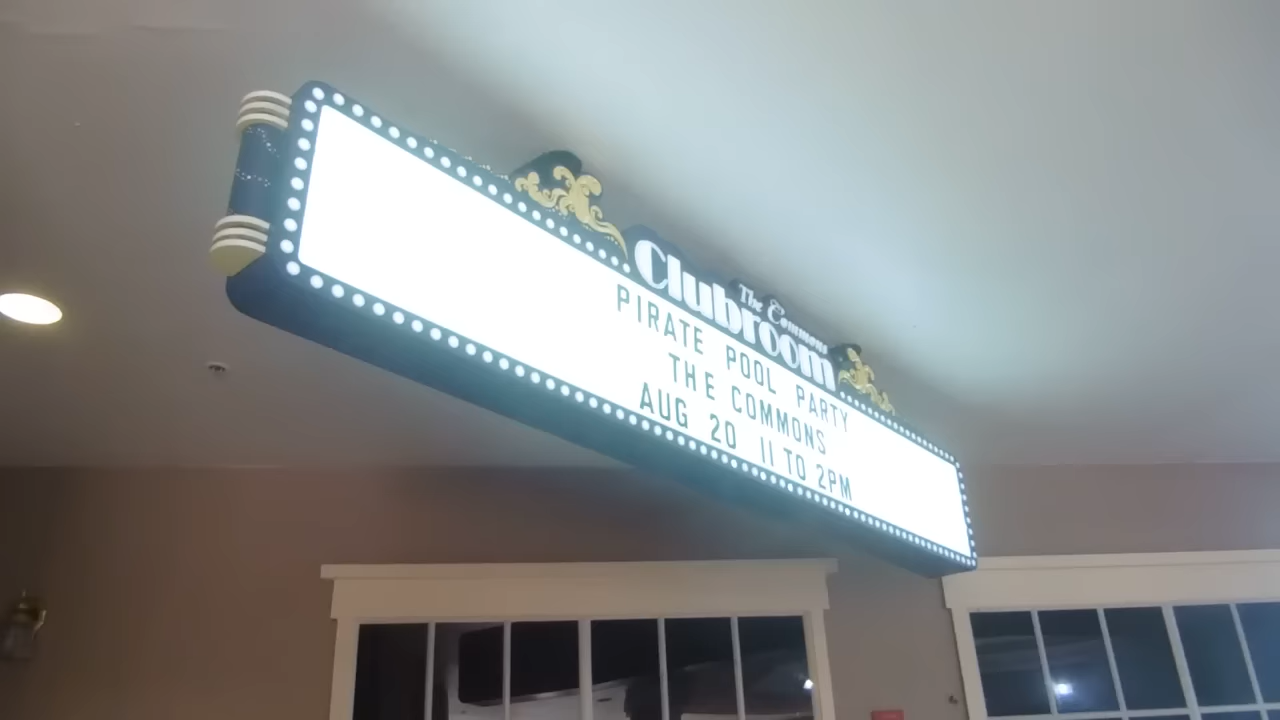 The Commons
Clubroom
PIRATE POOL PARTY
THE COMMONS
AUG 20 11 TO 2PM